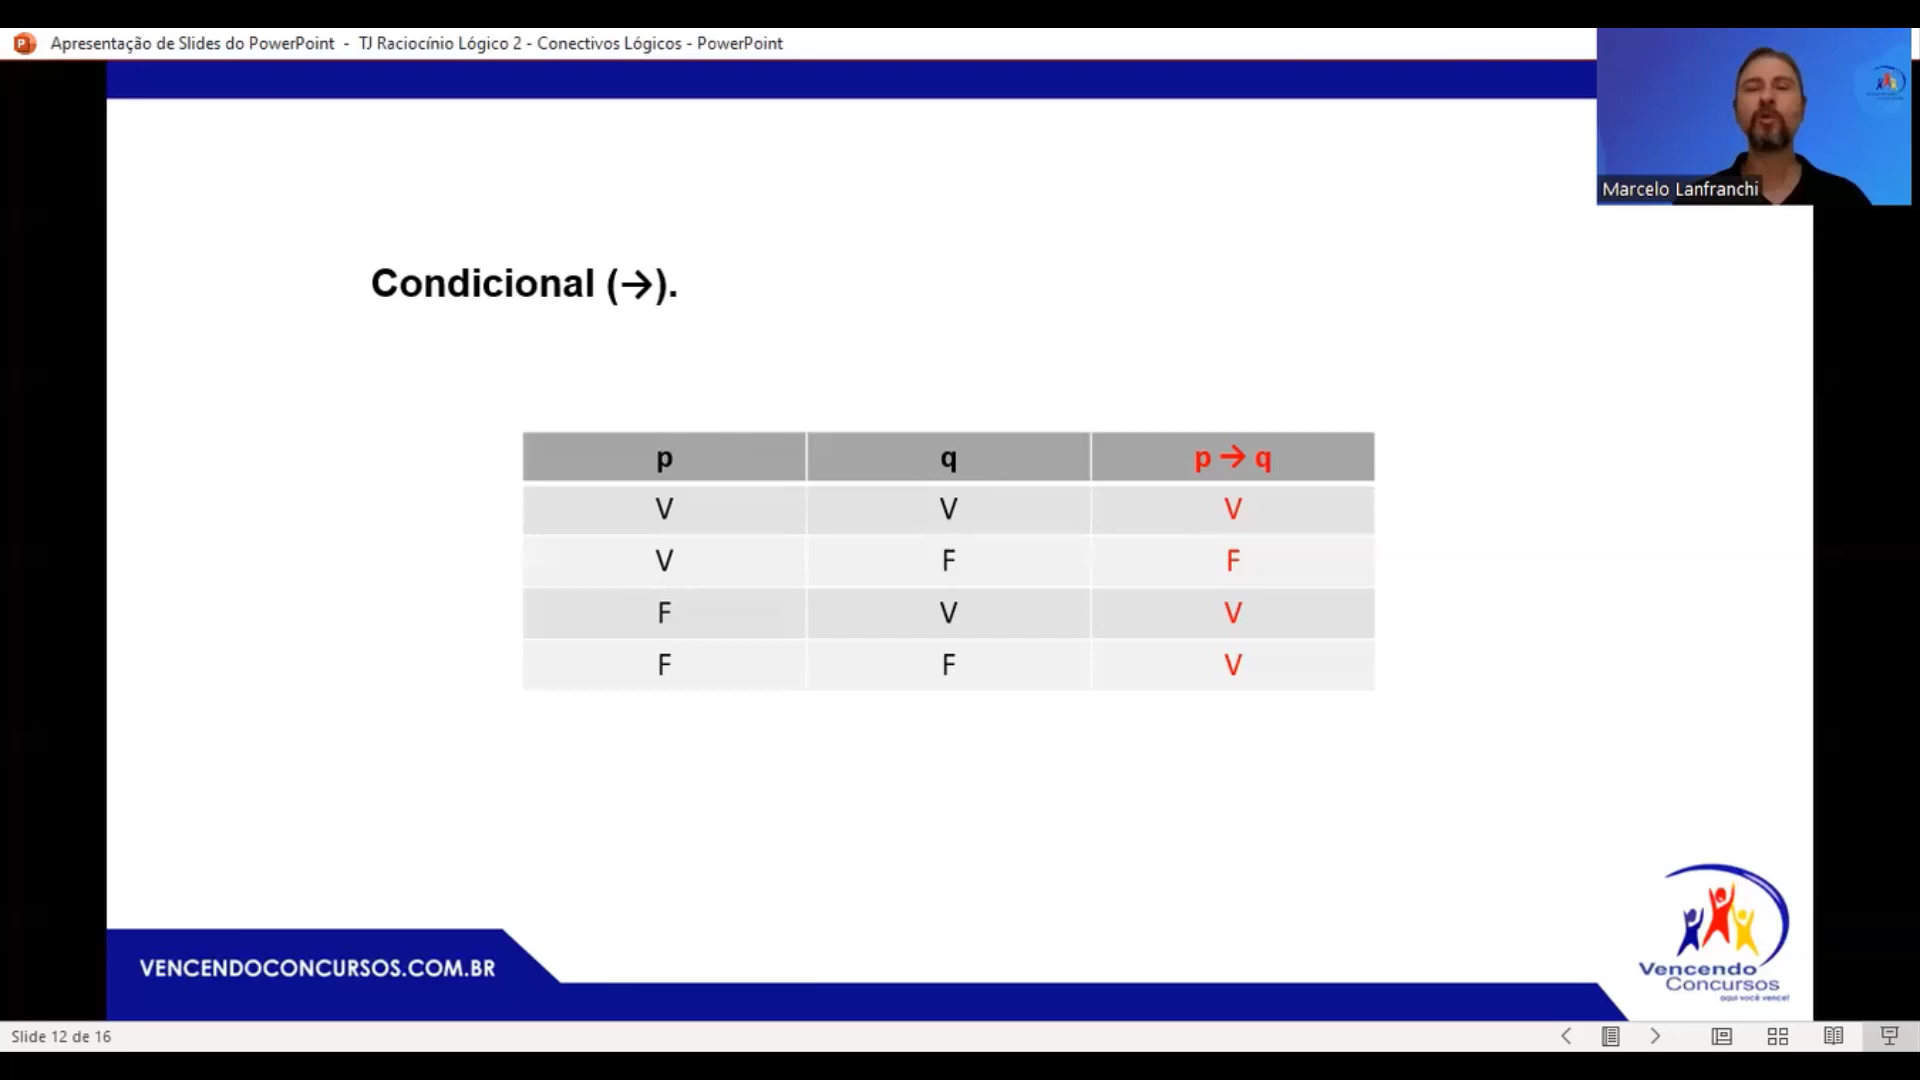 Apresentação de Slides do PowerPoint - TJ Raciocínio Lógico 2 - Conectivos Lógicos - PowerPoint
Marcelo Lanfranchi
Condicional (→).
p q p → q
V V V
V F F
F V V
F F V
VENCENDOCONCURSOS.COM.BR
Vencendo
Concursos
aqui você vence!
Slide 12 de 16